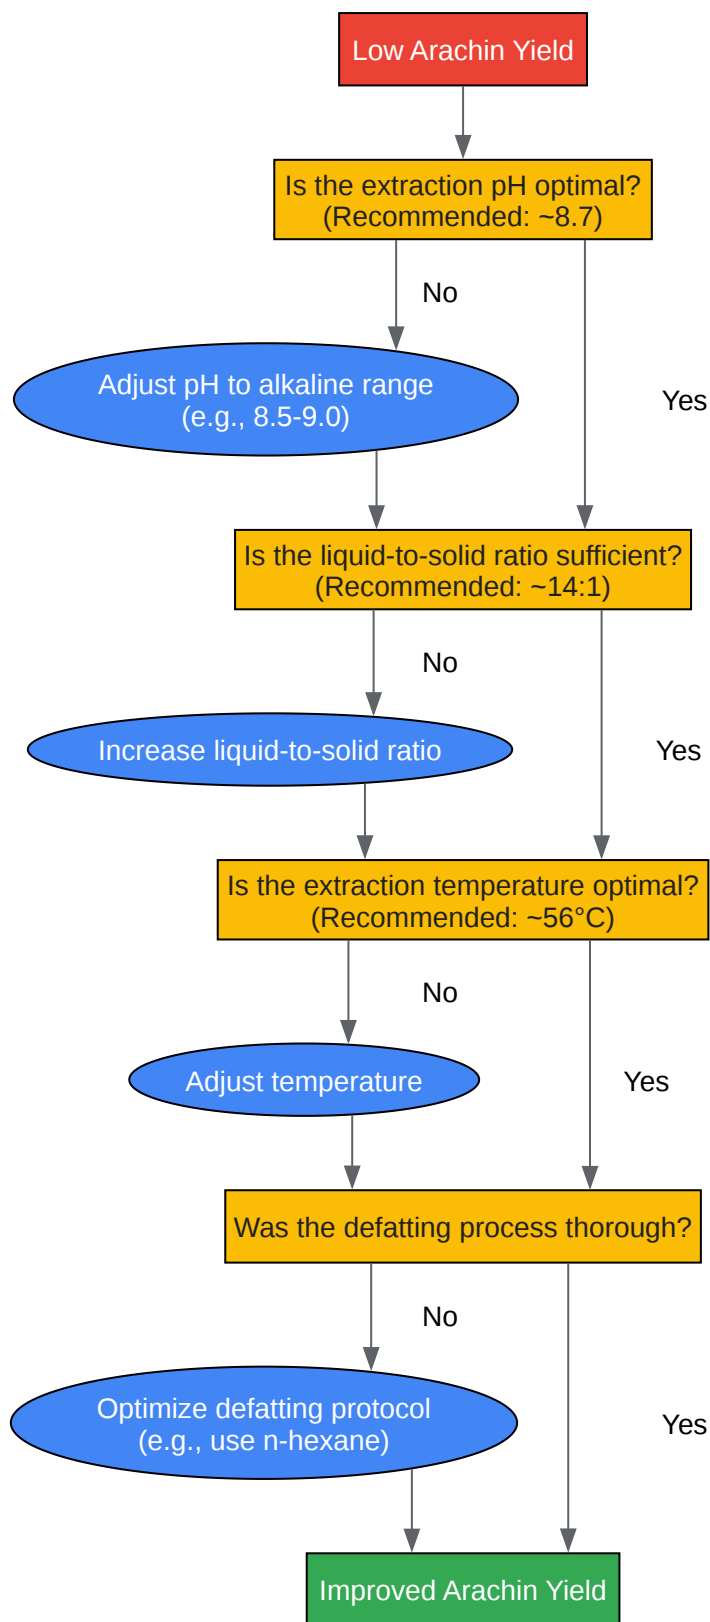 Low Arachin Yield
Is the extraction pH optimal?
(Recommended: ~8.7)
No
Adjust pH to alkaline range
(e.g., 8.5-9.0)
Yes
Is the liquid-to-solid ratio sufficient?
(Recommended: ~14:1)
No
Increase liquid-to-solid ratio
Yes
Is the extraction temperature optimal?
(Recommended: ~56°C)
No
Adjust temperature
Yes
Was the defatting process thorough?
No
Optimize defatting protocol
(e.g., use n-hexane)
Yes
Improved Arachin Yield